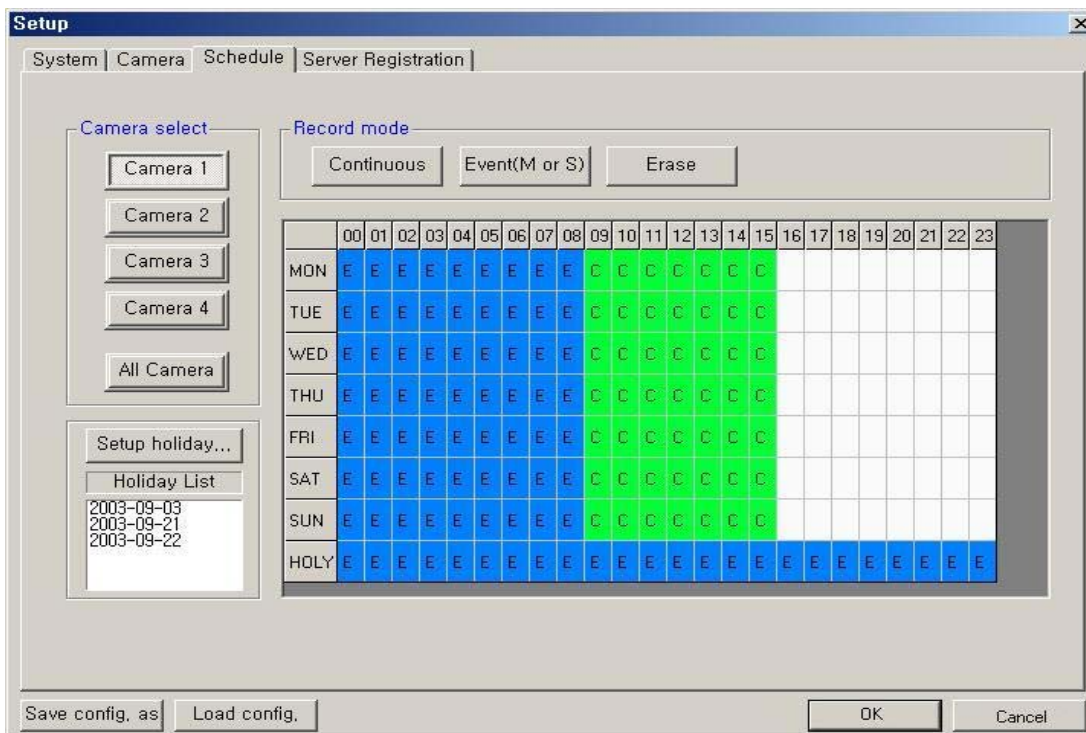 Setup
System Camera Schedule Server Registration
Camera select
Camera 1
Camera 2
Camera 3
Camera 4
All Camera
Setup holiday...
Holiday List
2003-09-03
2003-09-21
2003-09-22
Record mode
Continuous Event(M or S) Erase
00 01 02 03 04 05 06 07 08 09 10 11 12 13 14 15 16 17 18 19 20 21 22 23
MON E E E E E E E E E C C C C C C C
TUE E E E E E E E E E C C C C C C C
WED E E E E E E E E E C C C C C C C
THU E E E E E E E E E C C C C C C C
FRI E E E E E E E E E C C C C C C C
SAT E E E E E E E E E C C C C C C C
SUN E E E E E E E E E C C C C C C C
HOLY E E E E E E E E E E E E E E E E E E E E E E E E
Save config, as Load config, OK Cancel